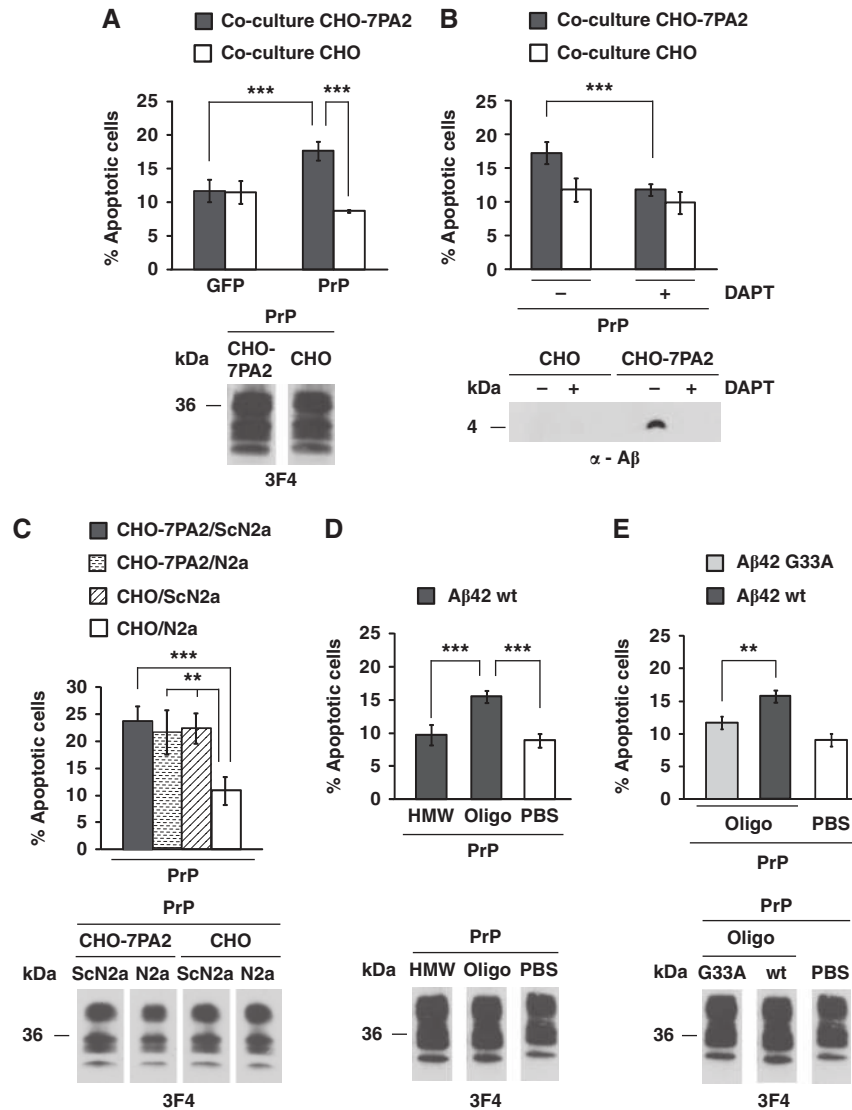 A
Co-culture CHO-7PA2
Co-culture CHO
% Apoptotic cells
25
20
15
10
5
0
***
***
GFP PrP
PrP
kDa
CHO-7PA2
CHO
36
3F4
B
Co-culture CHO-7PA2
Co-culture CHO
% Apoptotic cells
25
20
15
10
5
0
***
– + DAPT
PrP
CHO CHO-7PA2
kDa – + – + DAPT
4
α - Aβ
C
CHO-7PA2/ScN2a
CHO-7PA2/N2a
CHO/ScN2a
CHO/N2a
% Apoptotic cells
30
25
20
15
10
5
0
***
**
PrP
PrP
CHO-7PA2 CHO
kDa ScN2a N2a ScN2a N2a
36
3F4
D
Aβ42 wt
% Apoptotic cells
25
20
15
10
5
0
*** ***
HMW Oligo PBS
PrP
PrP
kDa HMW Oligo PBS
36
3F4
E
Aβ42 G33A
Aβ42 wt
% Apoptotic cells
25
20
15
10
5
0
**
Oligo PBS
PrP
PrP
Oligo
kDa G33A wt PBS
36
3F4